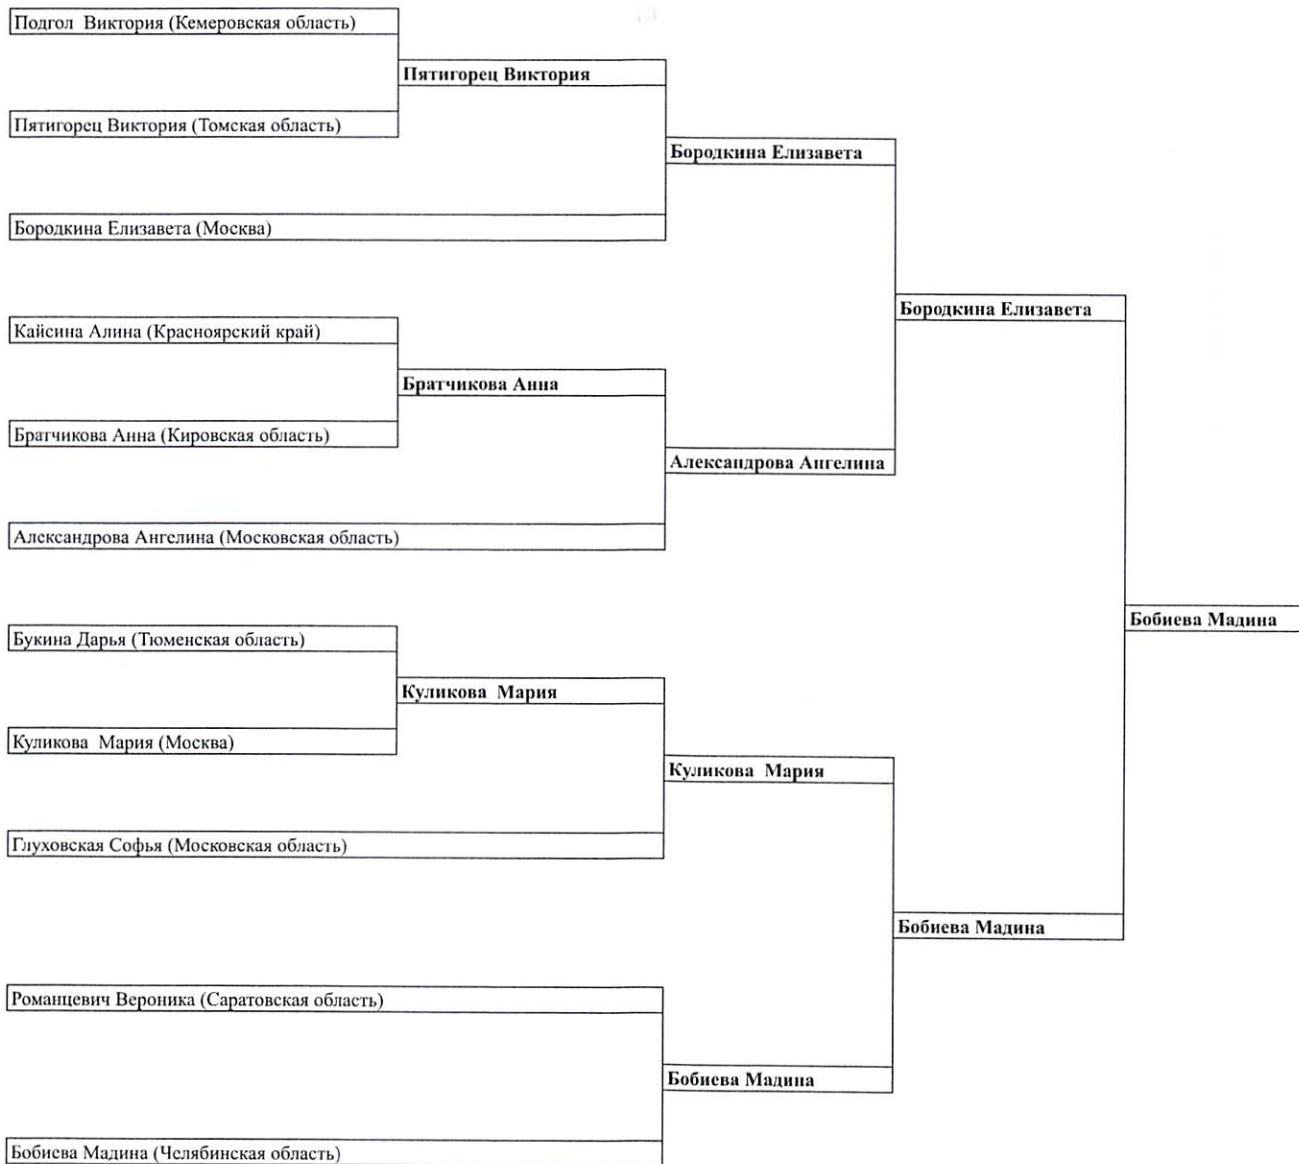 Подгол  Виктория (Кемеровская область)
Пятигорец Виктория
Пятигорец Виктория (Томская область)
Бородкина Елизавета
Бородкина Елизавета (Москва)
Бородкина Елизавета
Кайсина Алина (Красноярский край)
Братчикова Анна
Братчикова Анна (Кировская область)
Александрова Ангелина
Александрова Ангелина (Московская область)
Бобиева Мадина
Букина Дарья (Тюменская область)
Куликова  Мария
Куликова  Мария (Москва)
Куликова  Мария
Глуховская Софья (Московская область)
Бобиева Мадина
Романцевич Вероника (Саратовская область)
Бобиева Мадина
Бобиева Мадина (Челябинская область)